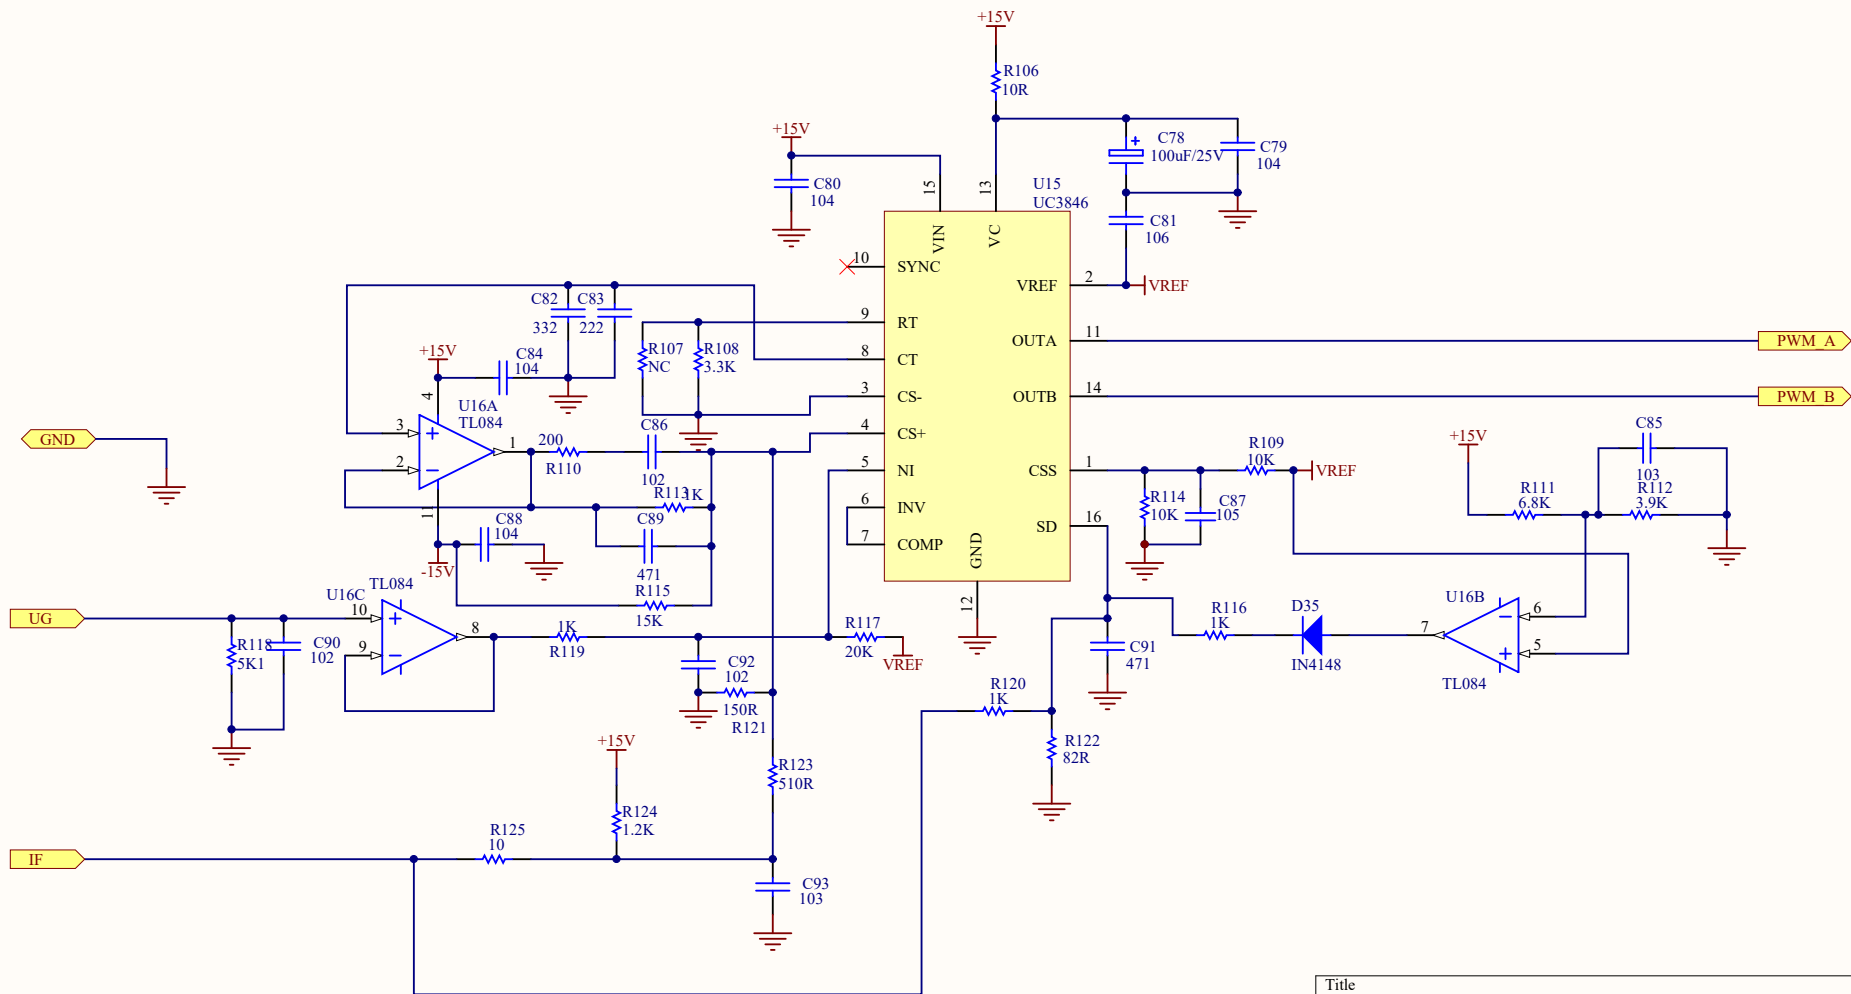 +15V
R106
10R
+15V
C78
100uF/25V
C79
104
C80
104
15
13
U15
UC3846
C81
106
VIN
VC
10
SYNC
VREF
2
VREF
C82
332
C83
222
9
RT
R107
NC
R108
3.3K
OUTA
11
PWM_A
+15V
C84
104
8
CT
4
U16A
TL084
3
CS-
OUTB
14
PWM_B
3
+
1
200
R110
C86
102
4
CS+
+15V
C85
103
GND
2
−
5
NI
CSS
1
R109
10K
VREF
R113
1K
6
INV
R114
10K
C87
105
R111
6.8K
R112
3.9K
11
C88
104
C89
471
7
COMP
SD
16
GND
-15V
TL084
U16C
R115
15K
12
U16B
UG
10
+
8
1K
R119
R117
20K
VREF
R116
1K
D35
IN4148
7
−
6
+
5
TL084
R118
5K1
C90
102
9
−
C92
102
C91
471
150R
R121
R120
1K
+15V
R122
82R
R123
510R
R124
1.2K
R125
10
IF
C93
103
Title